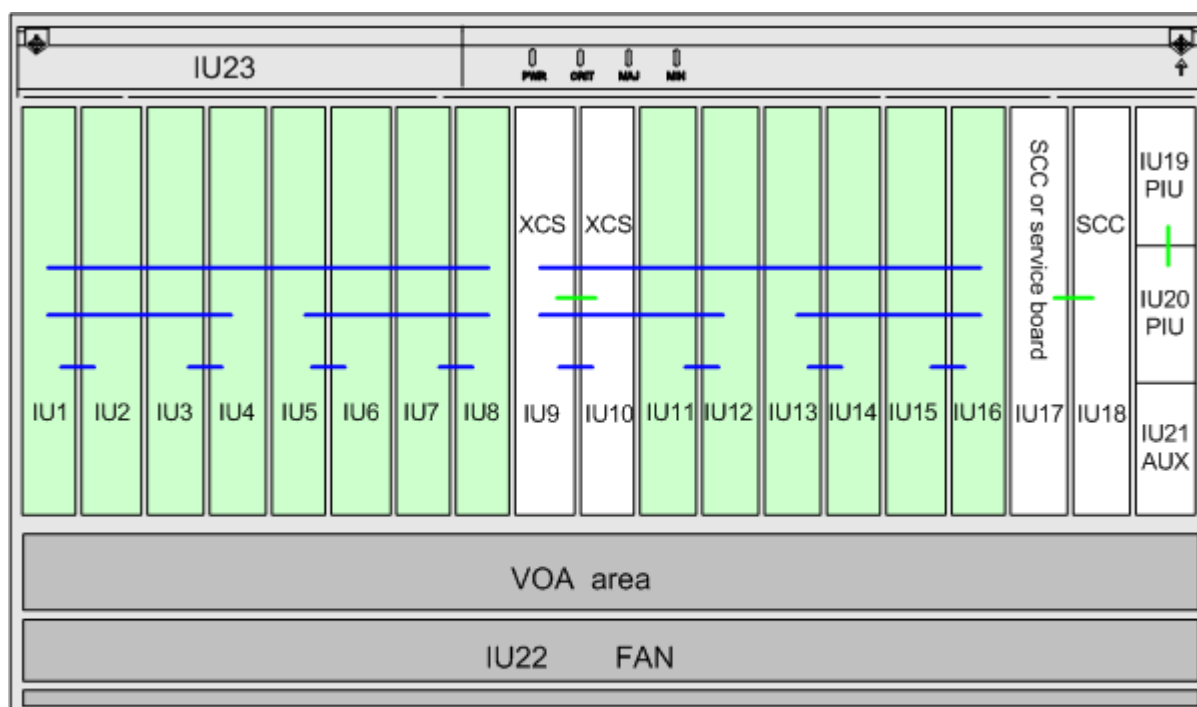 IU23
PWR CRIT MAJ MIN
XCS XCS
SCC or service board
SCC
IU19
PIU
IU20
PIU
IU1 IU2 IU3 IU4 IU5 IU6 IU7 IU8 IU9 IU10 IU11 IU12 IU13 IU14 IU15 IU16 IU17 IU18
IU21
AUX
VOA area
IU22 FAN